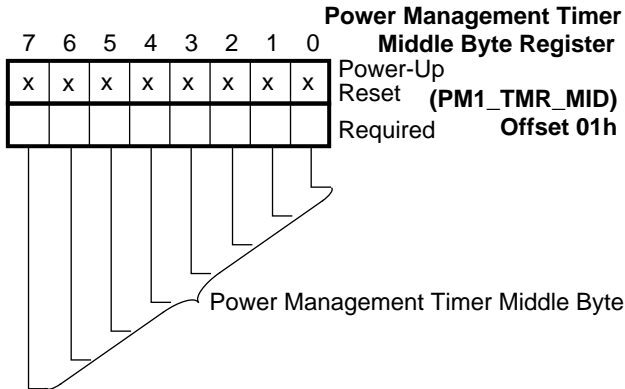 Power Management Timer
Middle Byte Register
7 6 5 4 3 2 1 0
x x x x x x x x
Power-Up
Reset
(PM1_TMR_MID)
Required
Offset 01h
Power Management Timer Middle Byte